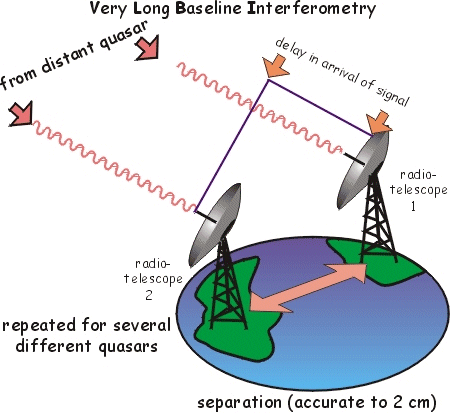 Very Long Baseline Interferometry
from distant quasar
delay in arrival of signal
radio-
telescope
1
radio-
telescope
2
repeated for several
different quasars
separation (accurate to 2 cm)